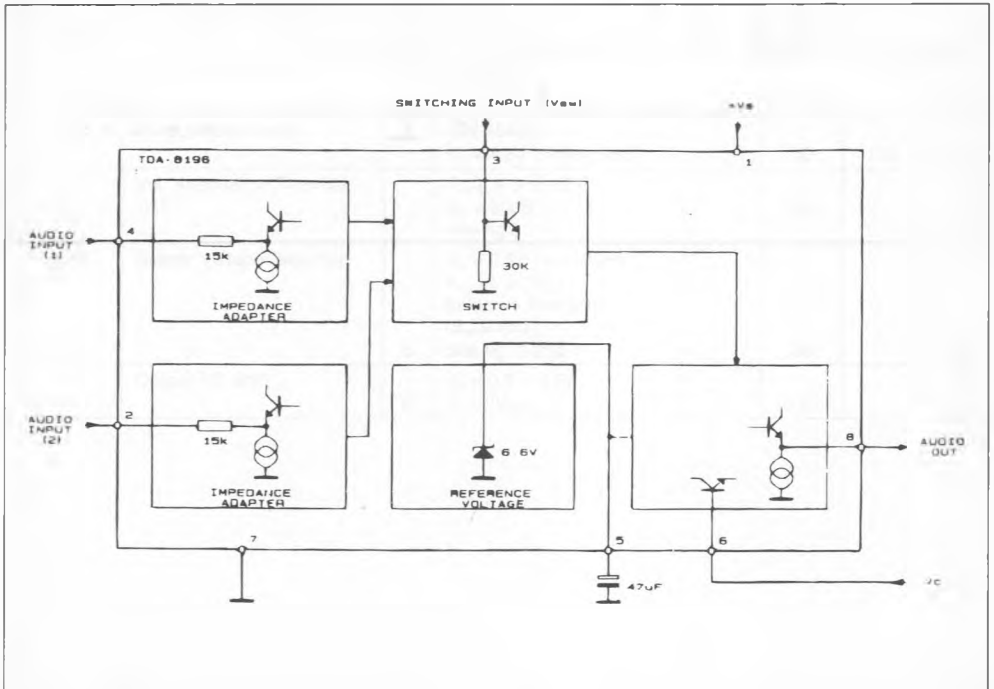 SWITCHING INPUT (Vsw)
+Vs
TDA-8196
3
1
AUDIO
INPUT
(1)
4
15k
30K
IMPEDANCE
ADAPTER
SWITCH
AUDIO
INPUT
(2)
2
15k
6.6V
8
AUDIO
OUT
IMPEDANCE
ADAPTER
REFERENCE
VOLTAGE
7
5
6
47uF